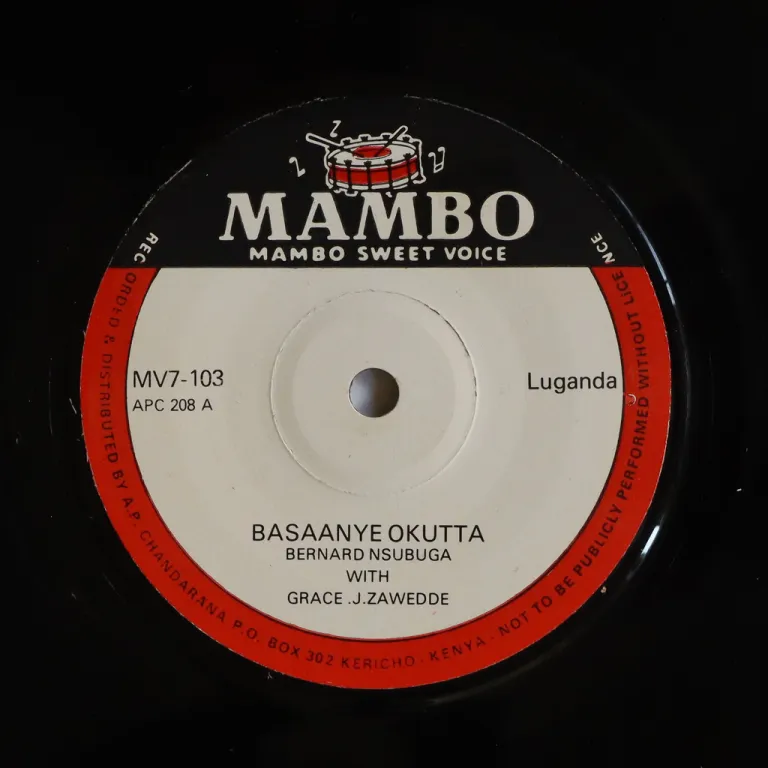 MAMBO
MAMBO SWEET VOICE
MV7-103
APC 208 A
Luganda
BASAANYE OKUTTA
BERNARD NSUBUGA
WITH
GRACE .J.ZAWEDDE
RECORDED & DISTRIBUTED BY A.P. CHANDARANA P.O. BOX 302 KERICHO - KENYA - NOT TO BE PUBLICLY PERFORMED WITHOUT LICENCE